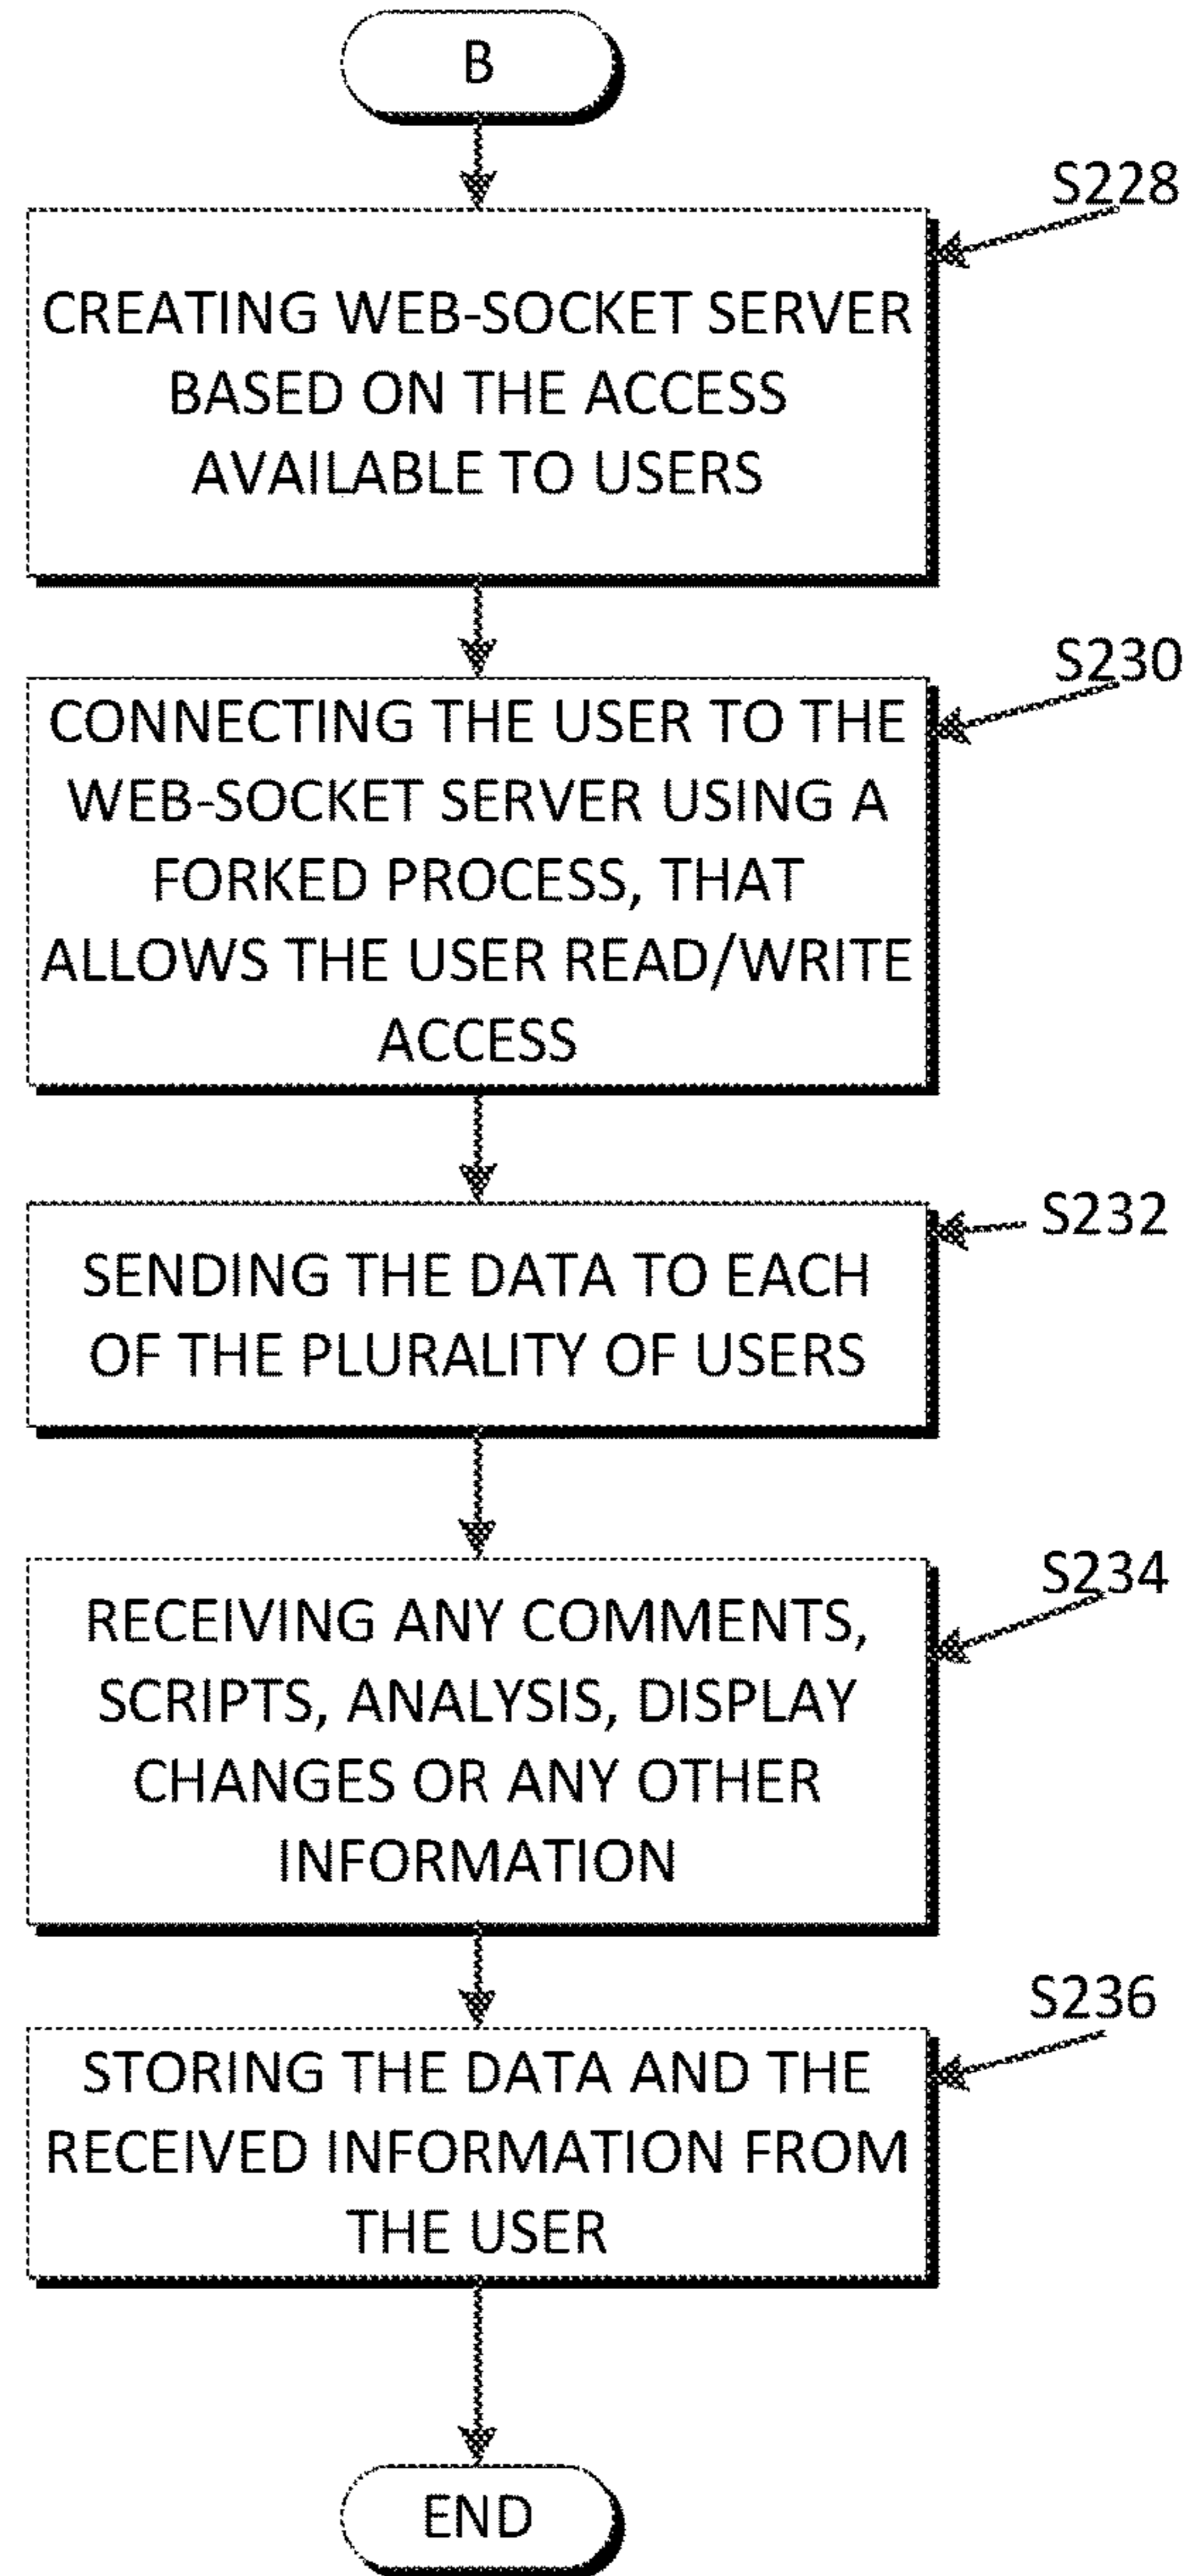 B
S228
CREATING WEB-SOCKET SERVER
BASED ON THE ACCESS
AVAILABLE TO USERS
S230
CONNECTING THE USER TO THE
WEB-SOCKET SERVER USING A
FORKED PROCESS, THAT
ALLOWS THE USER READ/WRITE
ACCESS
S232
SENDING THE DATA TO EACH
OF THE PLURALITY OF USERS
S234
RECEIVING ANY COMMENTS,
SCRIPTS, ANALYSIS, DISPLAY
CHANGES OR ANY OTHER
INFORMATION
S236
STORING THE DATA AND THE
RECEIVED INFORMATION FROM
THE USER
END